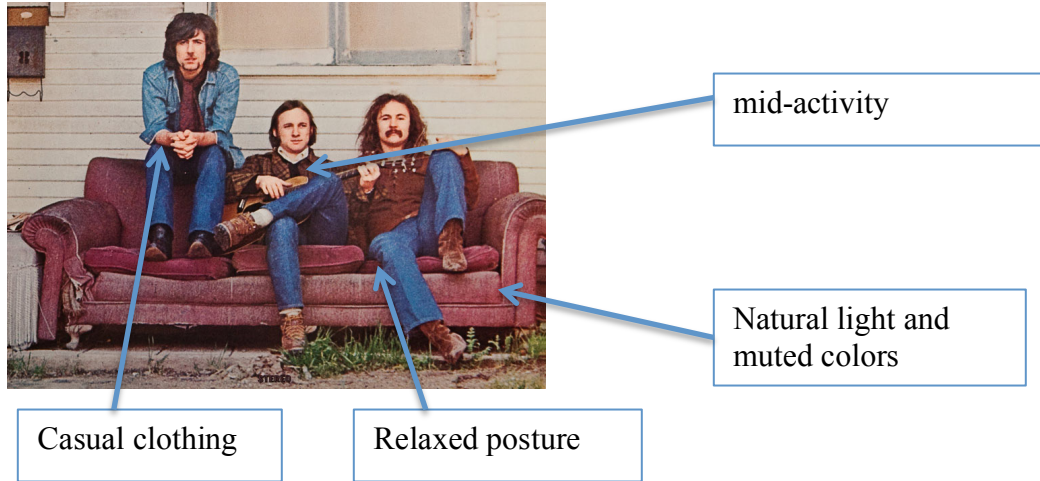 mid-activity
Natural light and
muted colors
STEREO
Casual clothing
Relaxed posture